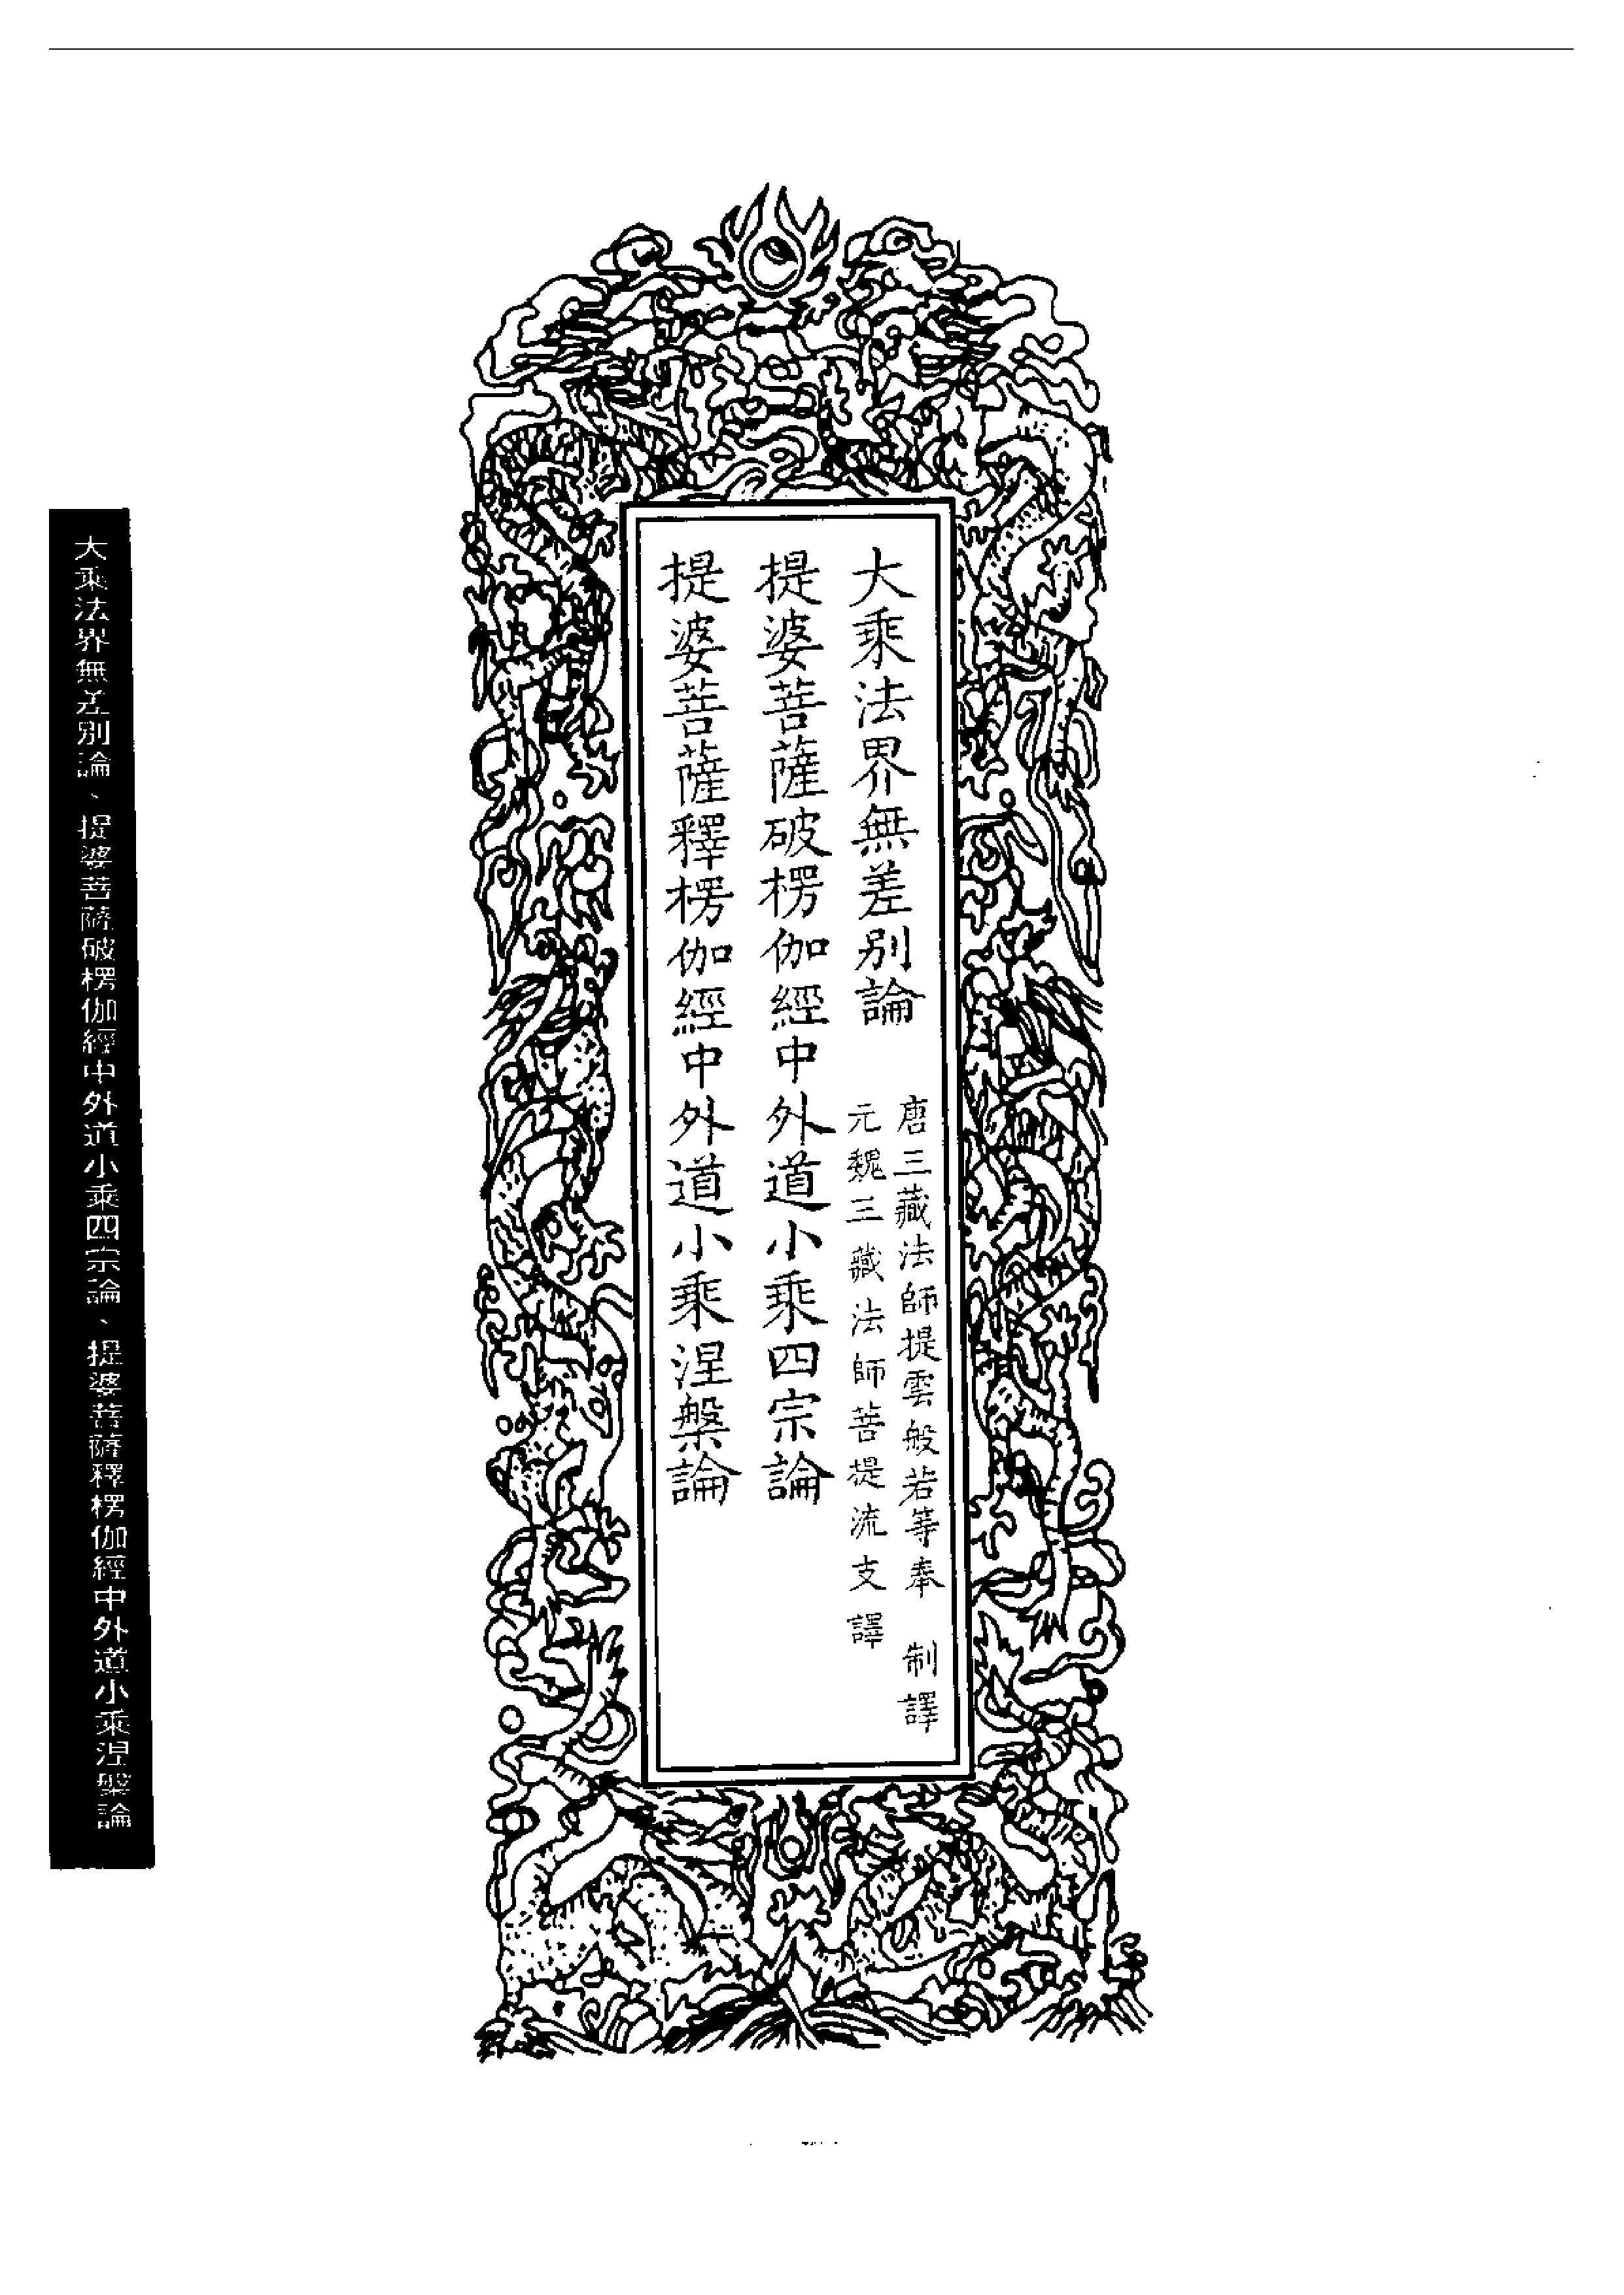 大乘法界無差別論
唐三藏法師提雲般若等奉 制譯
元魏三藏法師菩提流支譯
提婆菩薩破楞伽經中外道小乘四宗論
提婆菩薩釋楞伽經中外道小乘涅槃論
大乘法界無差別論、提婆菩薩破楞伽經中外道小乘四宗論、提婆菩薩釋楞伽經中外道小乘涅槃論